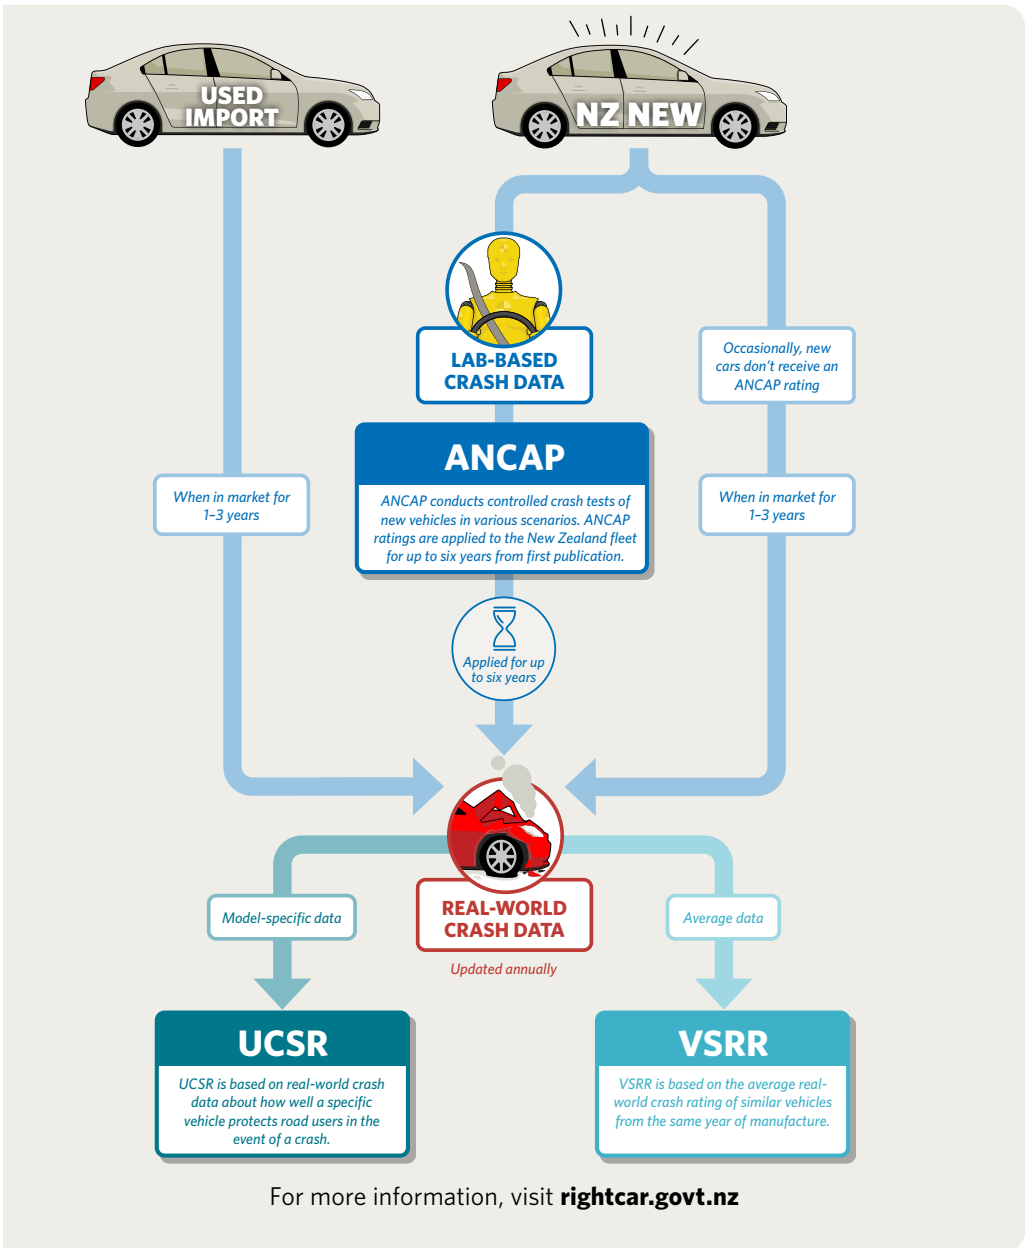 USED
IMPORT
NZ NEW
LAB-BASED
CRASH DATA
Occasionally, new
cars don't receive an
ANCAP rating
ANCAP
ANCAP conducts controlled crash tests of
new vehicles in various scenarios. ANCAP
ratings are applied to the New Zealand fleet
for up to six years from first publication.
When in market for
1–3 years
When in market for
1–3 years
Applied for up
to six years
REAL-WORLD
CRASH DATA
Updated annually
Model-specific data
Average data
UCSR
UCSR is based on real-world crash
data about how well a specific
vehicle protects road users in the
event of a crash.
VSRR
VSRR is based on the average real-
world crash rating of similar vehicles
from the same year of manufacture.
For more information, visit rightcar.govt.nz